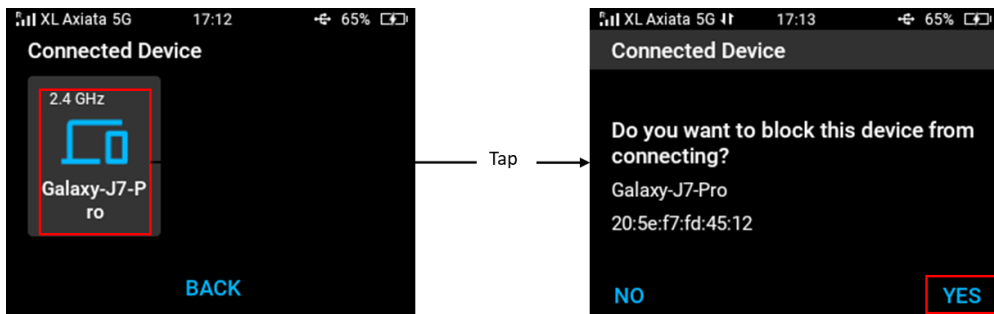 XL Axiata 5G 17:12 65%
Connected Device
2.4 GHz
Galaxy-J7-P
ro
BACK
Tap
R XL Axiata 5G 17:13 65%
Connected Device
Do you want to block this device from
connecting?
Galaxy-J7-Pro
20:5e:f7:fd:45:12
NO YES